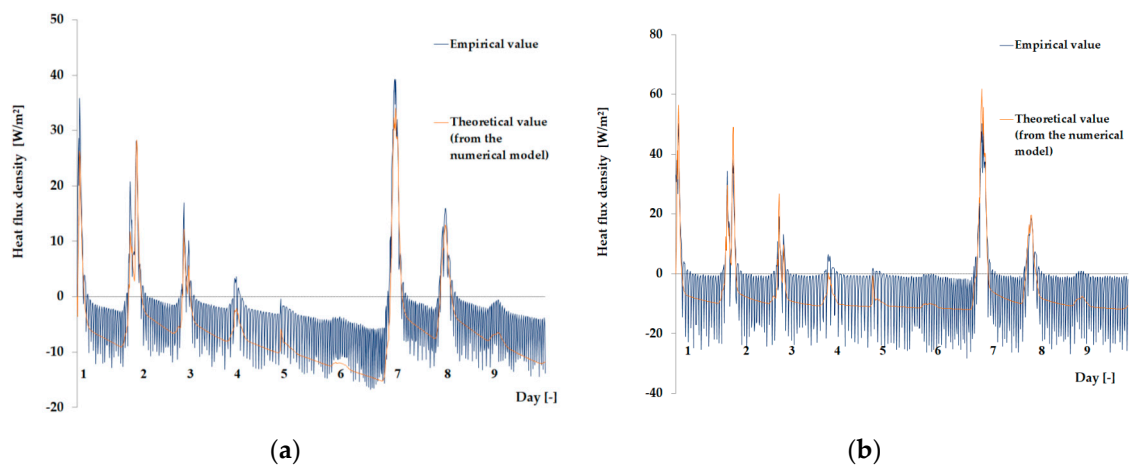 50
40
30
20
10
0
-10
-20
Heat flux density [W/m²]
Empirical value
Theoretical value
(from the
numerical model)
1 2 3 4 5 6 7 8 9
Day [-]
(a)
80
60
40
20
0
-20
-40
Heat flux density [W/m²]
Empirical value
Theoretical value
(from the numerical
model)
1 2 3 4 5 6 7 8 9
Day [-]
(b)